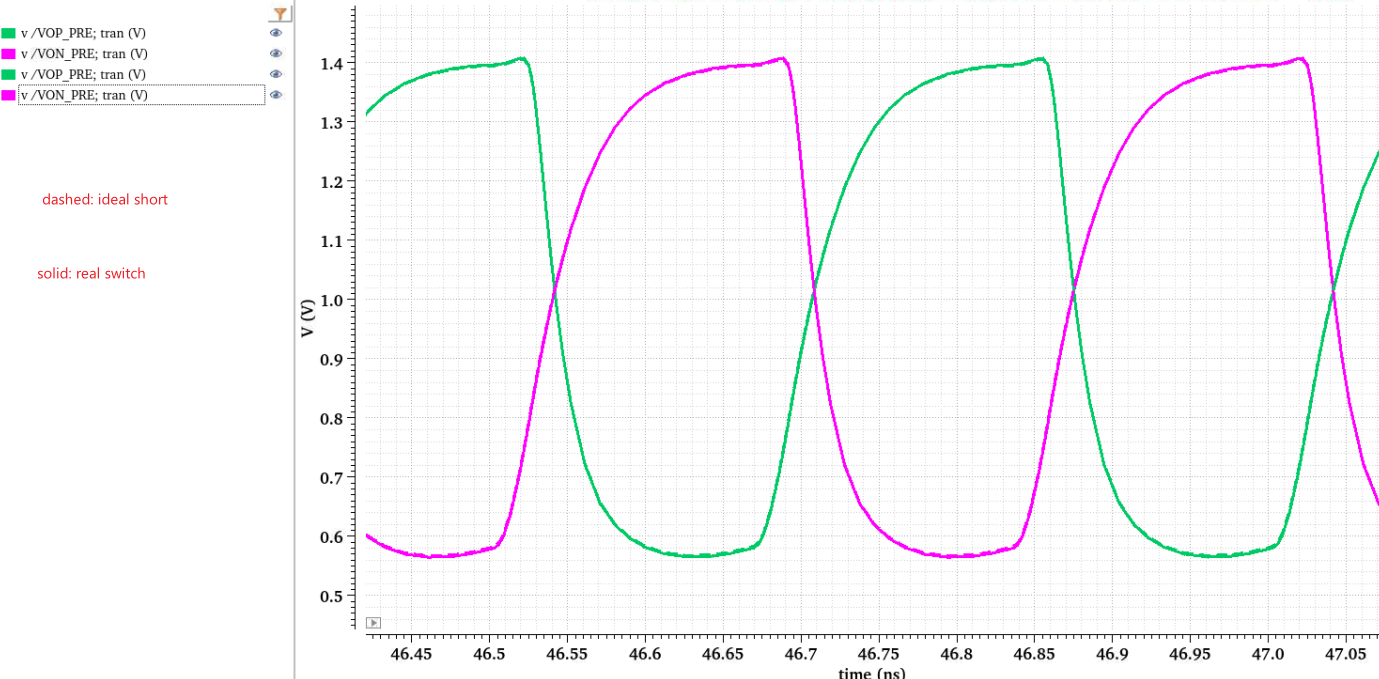 v /VOP_PRE; tran (V)
v /VON_PRE; tran (V)
v /VOP_PRE; tran (V)
v /VON_PRE; tran (V)
dashed: ideal short
solid: real switch
V (V)
1.4
1.3
1.2
1.1
1.0
0.9
0.8
0.7
0.6
0.5
46.45 46.5 46.55 46.6 46.65 46.7 46.75 46.8 46.85 46.9 46.95 47.0 47.05
time (ns)